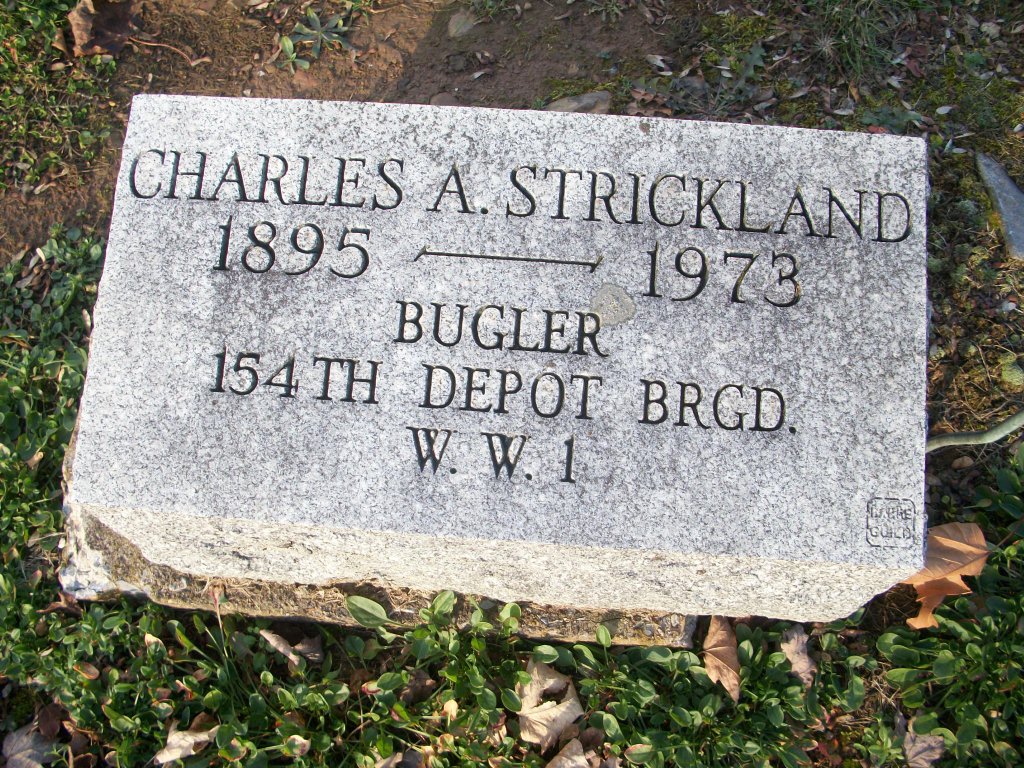 CHARLES A. STRICKLAND
1895 — 1973
BUGLER
154TH DEPOT BRGD.
W. W. 1
BARRE
GUILD